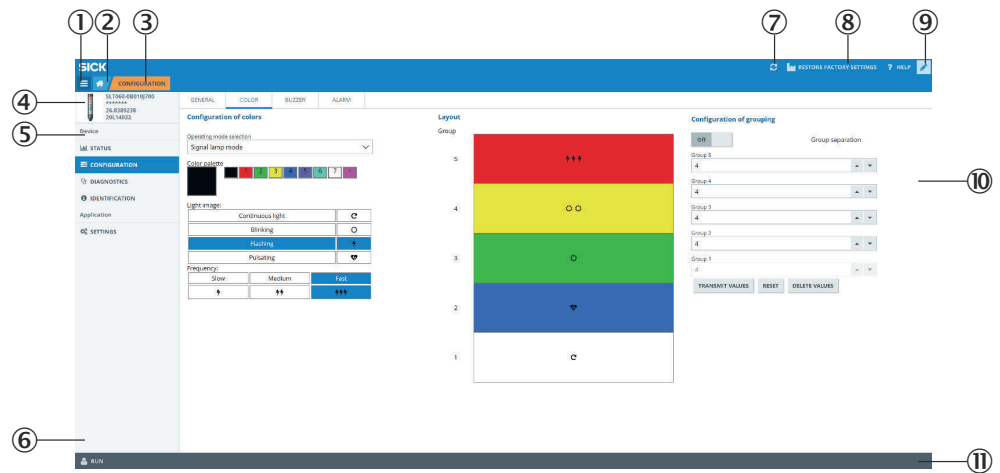 ① ② ③ ⑦ ⑧ ⑨
SICK
RESTORE FACTORY SETTINGS ? HELP
CONFIGURATION
④
SLT060-0B010J700
*******
26.8389238
20L14032
GENERAL COLOR BUZZER ALARM
⑤
Device
STATUS
CONFIGURATION
DIAGNOSTICS
IDENTIFICATION
Application
SETTINGS
⑥
Configuration of colors
Operating mode selection
Signal lamp mode
Color palette
1 2 3 4 5 6 7 *
Light image:
Continuous light
Blinking
Flashing
Pulsating
Frequency:
Slow Medium Fast
Layout
Group
5
4
3
2
1
Configuration of grouping
Off Group separation
Group 5
4
Group 4
4
Group 3
4
Group 2
4
Group 1
4
TRANSMIT VALUES RESET DELETE VALUES
⑩
RUN
⑪